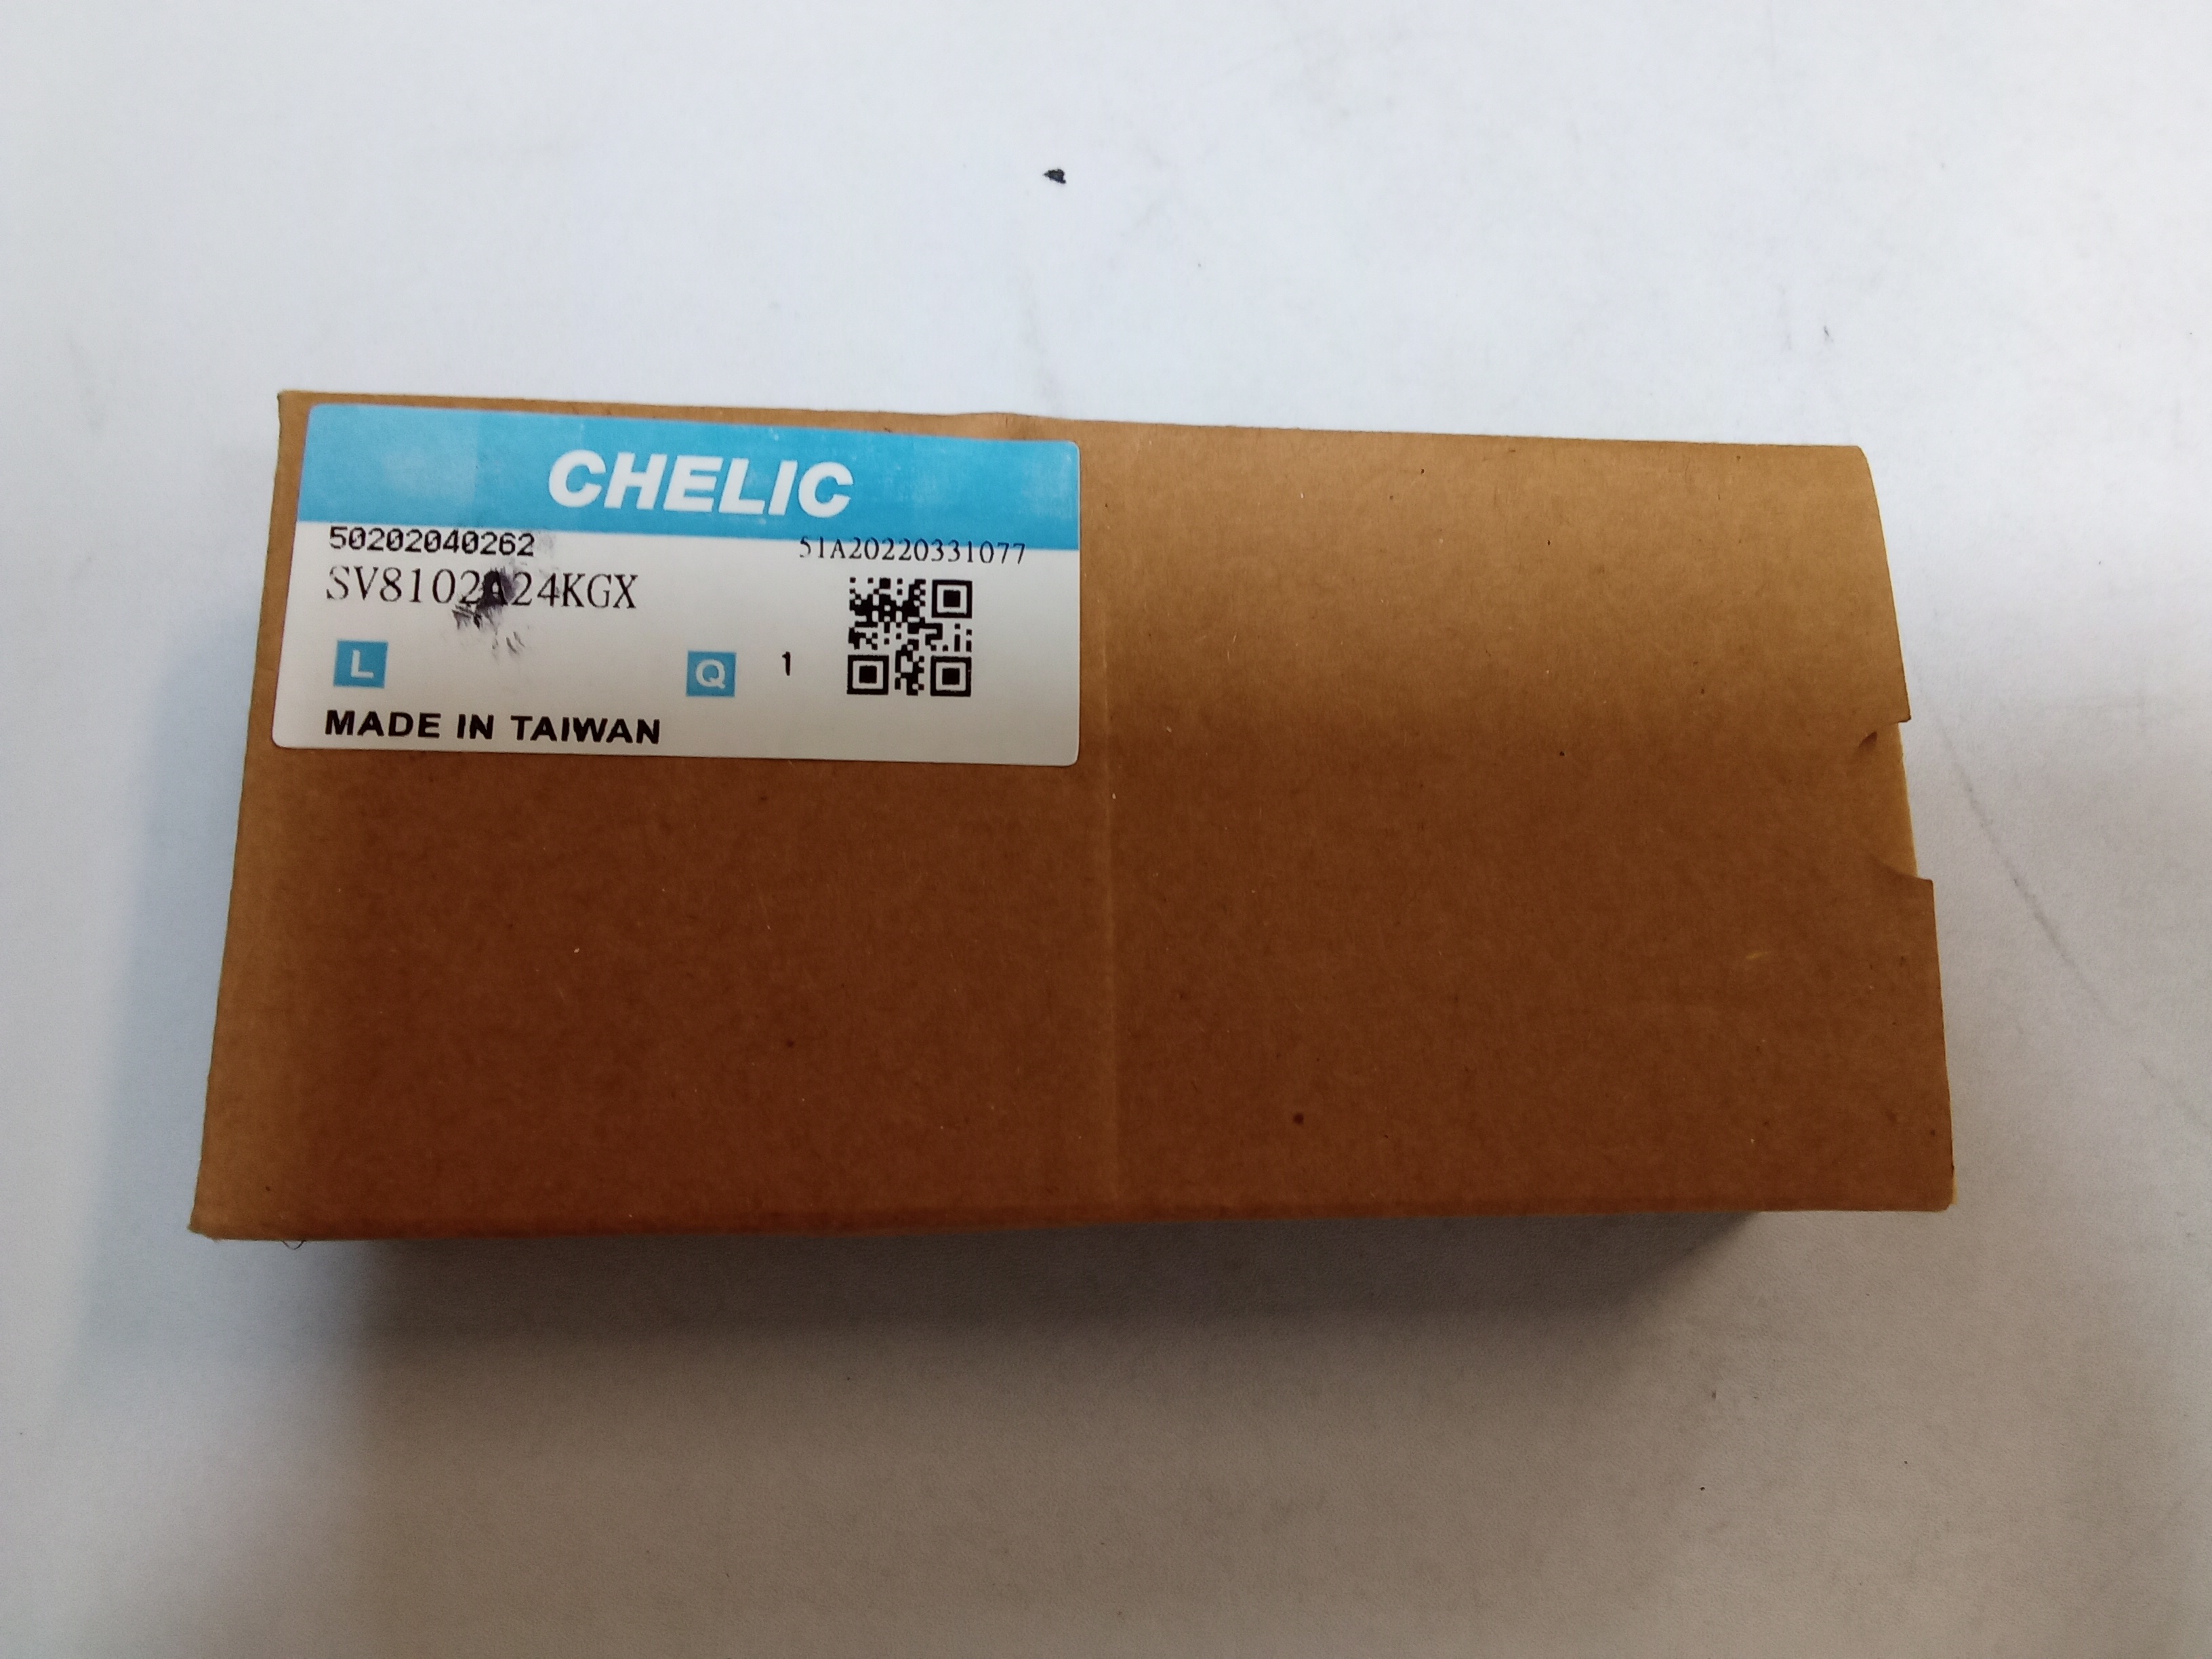 CHELIC
50202040262
51A20220331077
SV8102A24KGX
L
Q 1
MADE IN TAIWAN